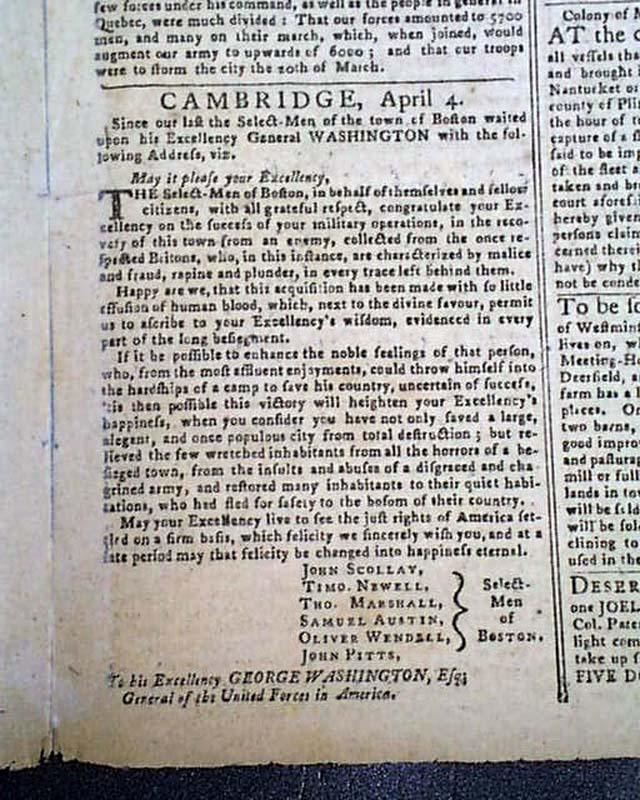 few forces under his command, as well as the people in general in
Quebec, were much divided: That our forces amounted to 5700
men, and many on their march, which, when joined, would
augment our army to upwards of 6000; and that our troops
were to ſtorm the city the 20th of March.
CAMBRIDGE, April 4.
Since our laſt the Select-Men of the town of Boſton waited
upon his Excellency General WASHINGTON with the fol-
lowing Addreſs, viz.
May it pleaſe your Excellency,
THE Select-Men of Boſton, in behalf of themſelves and fellow
citizens, with all grateful reſpect, congratulate your Ex-
cellency on the ſucceſs of your military operations, in the reco-
very of this town from an enemy, collected from the once re-
ſpected Britons, who, in this inſtance, are characterized by malice
and fraud, rapine and plunder, in every trace left behind them.
Happy are we, that this acquiſition has been made with ſo little
effuſion of human blood, which, next to the divine favour, permit
us to aſcribe to your Excellency's wiſdom, evidenced in every
part of the long beſiegment.
If it be poſſible to enhance the noble feelings of that perſon,
who, from the moſt affluent enjoyments, could throw himſelf into
the hardſhips of a camp to ſave his country, uncertain of ſucceſs,
'tis then poſſible this victory will heighten your Excellency's
happineſs, when you conſider you have not only ſaved a large,
elegant, and once populous city from total deſtruction; but re-
lieved the few wretched inhabitants from all the horrors of a be-
ſieged town, from the inſults and abuſes of a diſgraced and cha-
grined army, and reſtored many inhabitants to their quiet habi-
tations, who had fled for ſafety to the boſom of their country.
May your Excellency live to ſee the juſt rights of America ſet-
tled on a firm baſis, which felicity we ſincerely wiſh you, and at a
late period may that felicity be changed into happineſs eternal.
JOHN SCOLLAY,
TIMO. NEWELL,
THO. MARSHALL,
SAMUEL AUSTIN,
OLIVER WENDELL,
JOHN PITTS,
Select-
Men
of
BOSTON.
To his Excellency GEORGE WASHINGTON, Eſq;
General of the United Forces in America.
Colony of
AT the
all veſſels
and brought
Nantucket
county of
the hour of
capture of a
ſaid to be
of the fleet
taken and
court
hereby
perſons
cerned
have) why
not be
To be
of
lives on,
Meeting-
Deerfield, and
farm has a
places.
two barns,
good
and
mill or
lands in
will be
will be
clining to
uſed in the
one JOEL
Col.
light
take up
FIVE